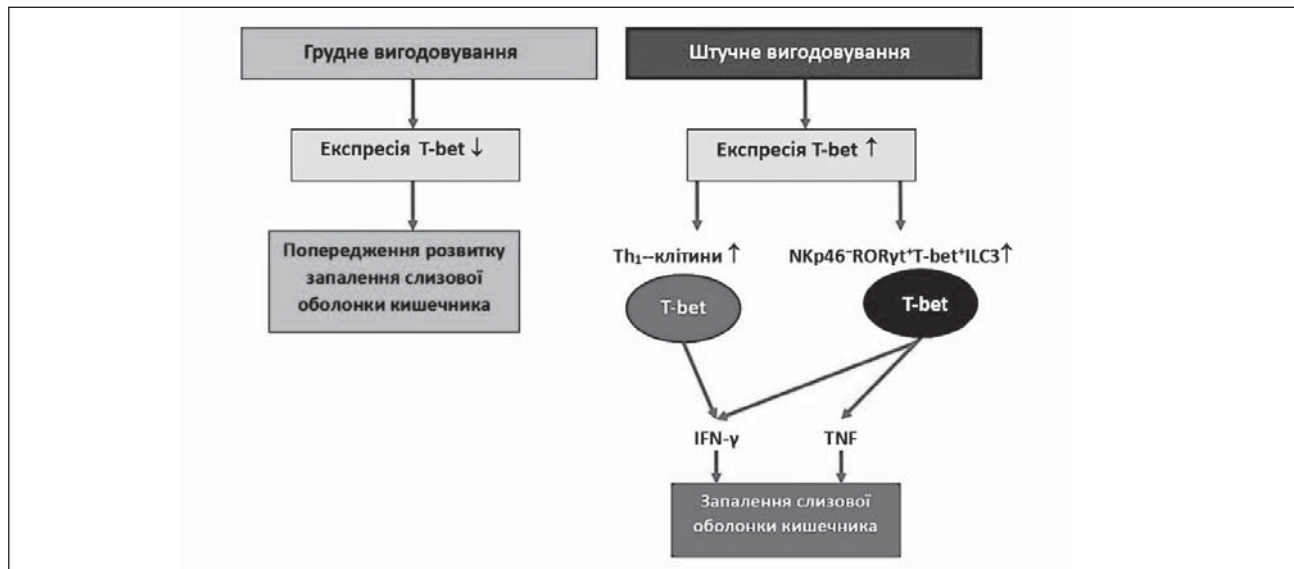 Грудне вигодовування
Експресія T-bet ↓
Попередження розвитку
запалення слизової
оболонки кишечника
Штучне вигодовування
Експресія T-bet ↑
Th₁--клітини ↑
NKp46⁻RORγt⁺T-bet⁺ILC3↑
T-bet
T-bet
IFN-γ
TNF
Запалення слизової
оболонки кишечника